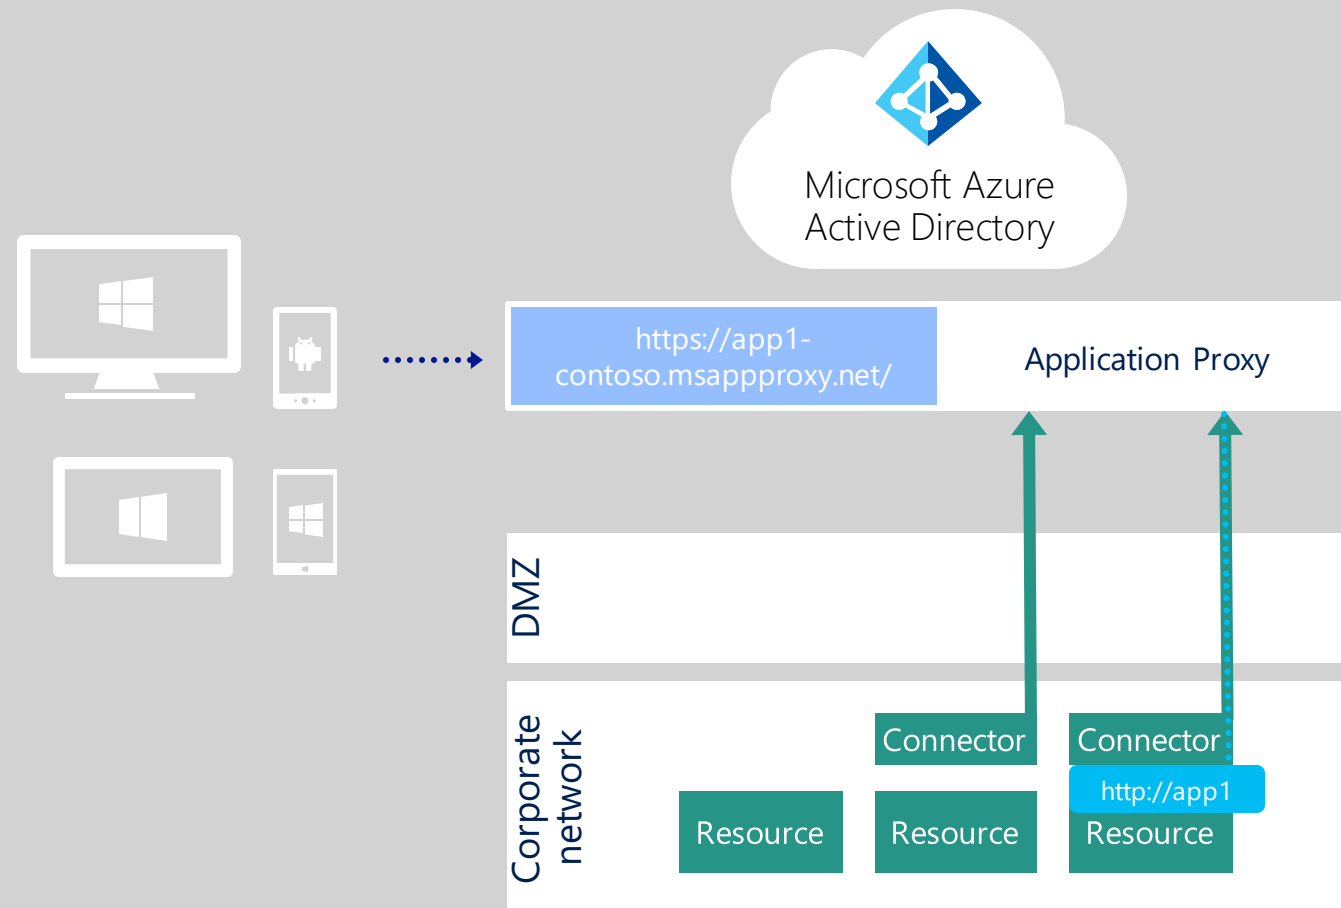 Microsoft Azure
Active Directory
https://app1-
contoso.msappproxy.net/
Application Proxy
DMZ
Corporate
network
Connector
Connector
http://app1
Resource
Resource
Resource